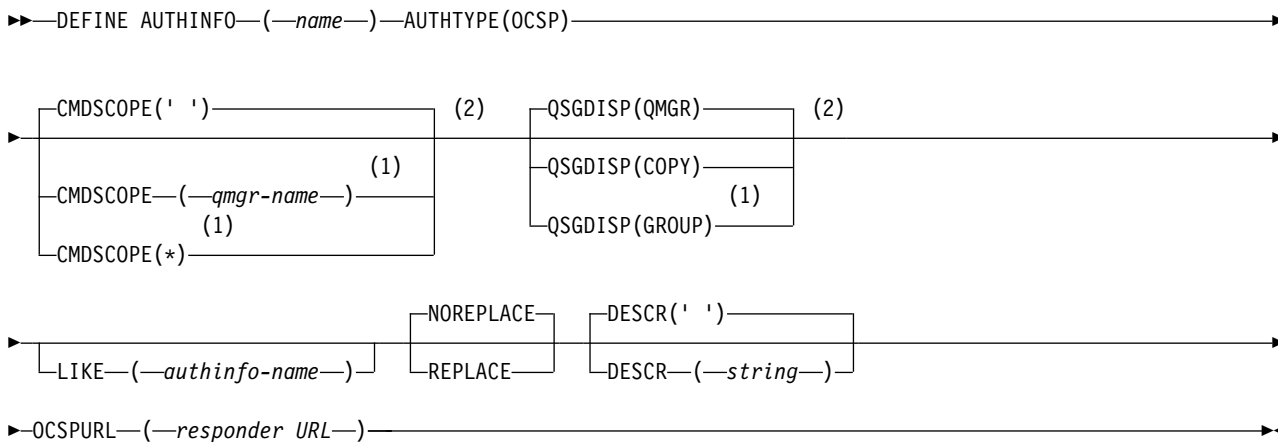 DEFINE AUTHINFO ( name ) AUTHTYPE(OCSP)
CMDSCOPE(' ') (2) QSGDISP(QMGR) (2)
(1) QSGDISP(COPY)
CMDSCOPE ( qmgr-name ) (1)
(1) QSGDISP(GROUP)
CMDSCOPE(*)
NOREPLACE DESCR(' ')
LIKE ( authinfo-name ) REPLACE DESCR ( string )
OCSPURL ( responder URL )